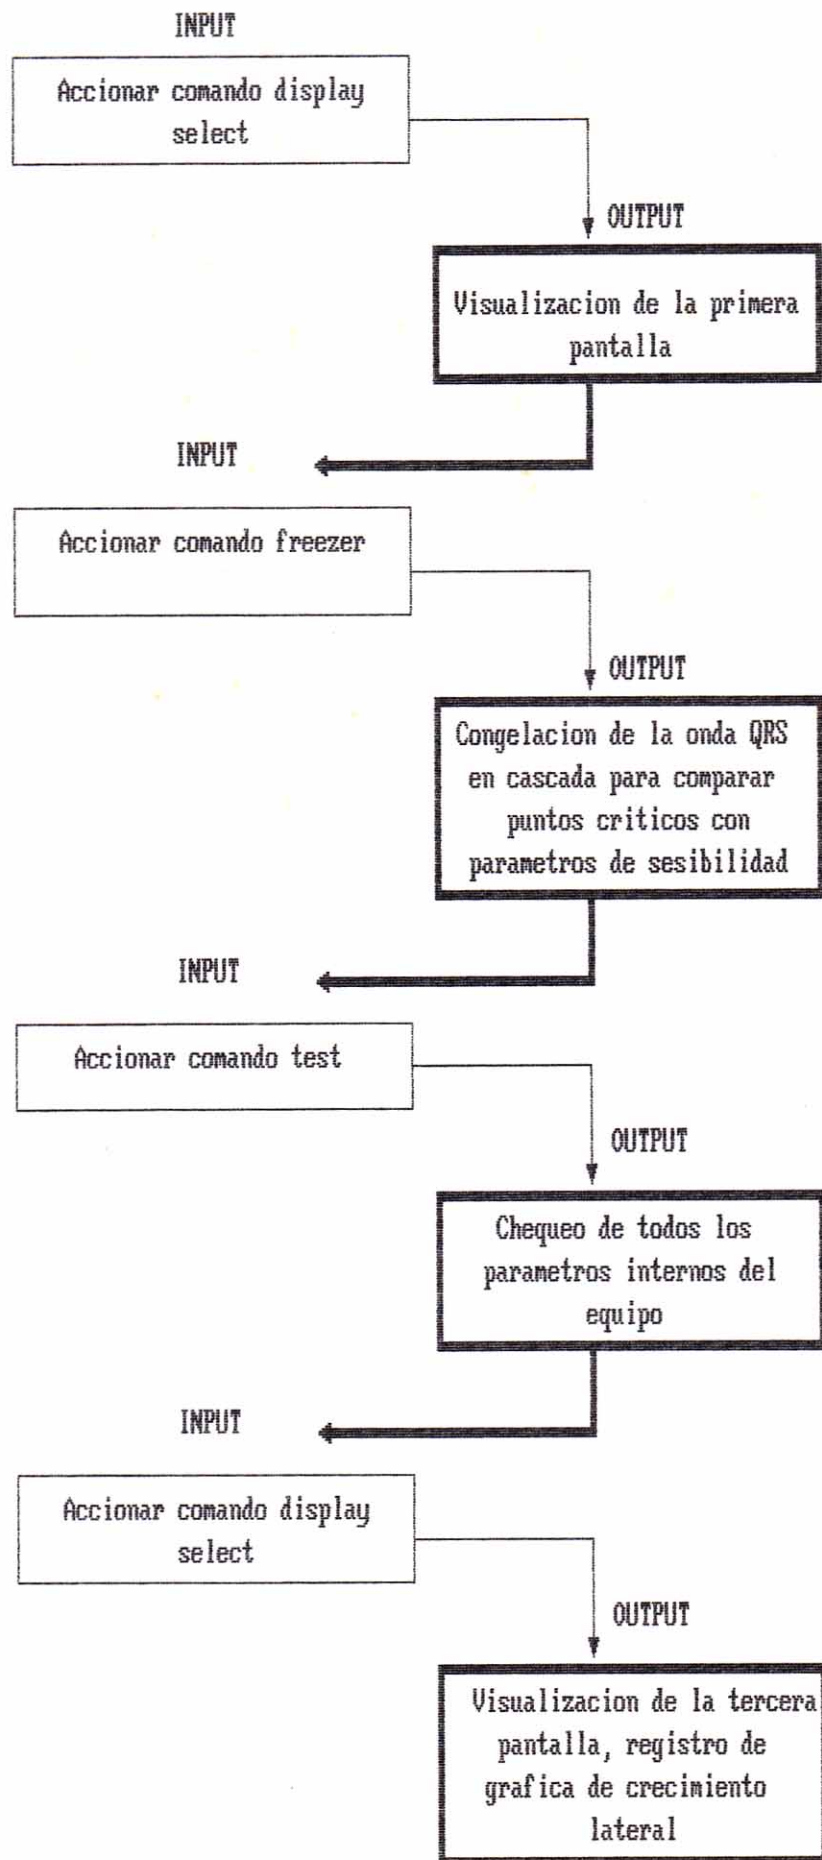 INPUT
Accionar comando display
select
OUTPUT
Visualizacion de la primera
pantalla
INPUT
Accionar comando freezer
OUTPUT
Congelacion de la onda QRS
en cascada para comparar
puntos criticos con
parametros de sesibilidad
INPUT
Accionar comando test
OUTPUT
Chequeo de todos los
parametros internos del
equipo
INPUT
Accionar comando display
select
OUTPUT
Visualizacion de la tercera
pantalla, registro de
grafica de crecimiento
lateral